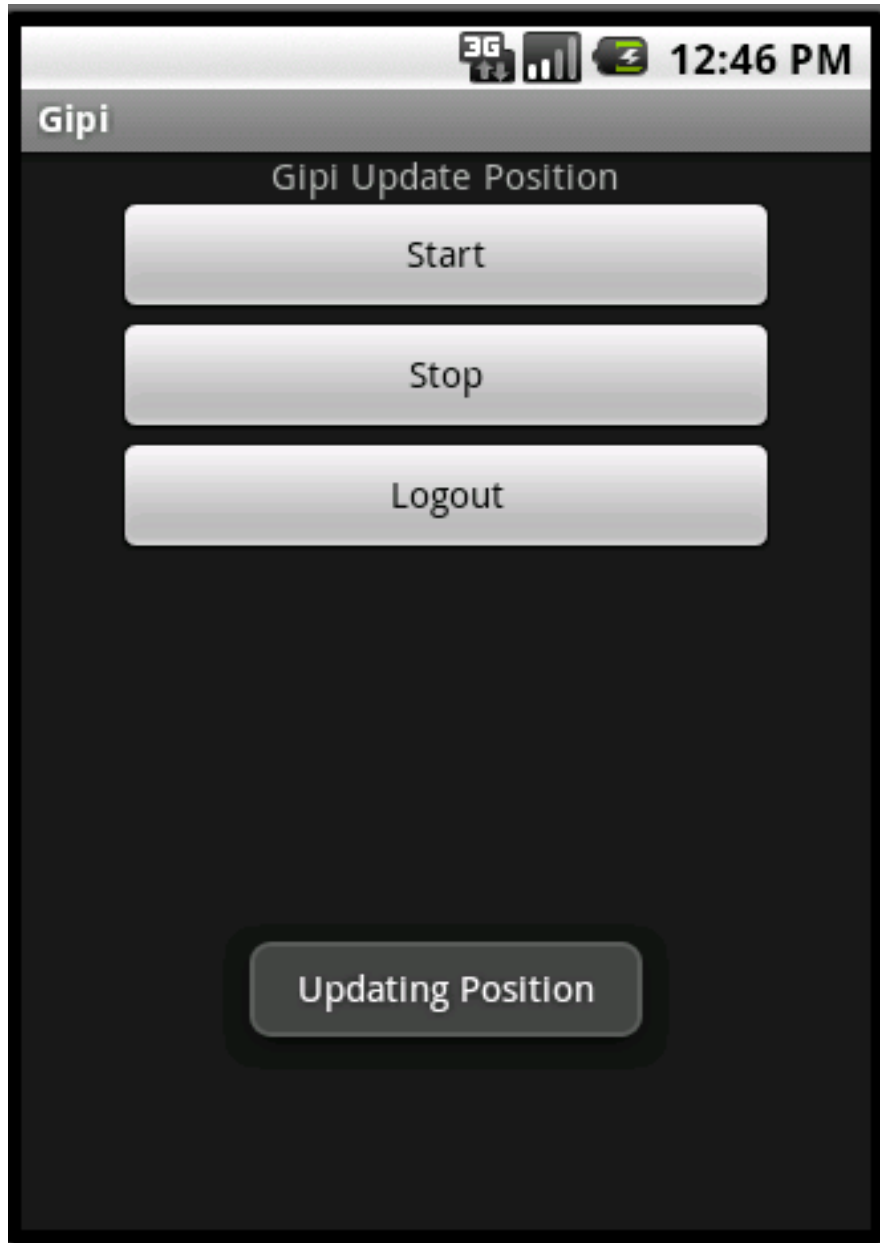 3G 12:46 PM
Gipi
Gipi Update Position
Start
Stop
Logout
Updating Position